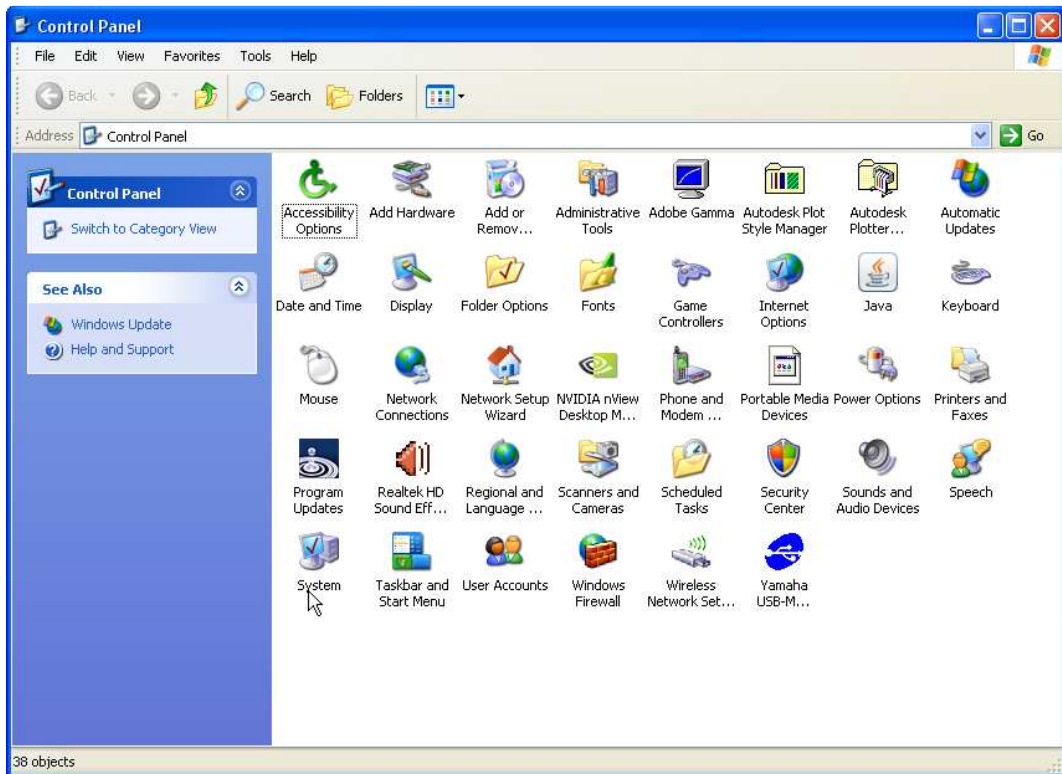 Control Panel
File Edit View Favorites Tools Help
Back Search Folders
Address Control Panel Go
Control Panel
Switch to Category View
See Also
Windows Update
Help and Support
Accessibility Options
Add Hardware
Add or Remov...
Administrative Tools
Adobe Gamma
Autodesk Plot Style Manager
Autodesk Plotter...
Automatic Updates
Date and Time
Display
Folder Options
Fonts
Game Controllers
Internet Options
Java
Keyboard
Mouse
Network Connections
Network Setup Wizard
NVIDIA nView Desktop M...
Phone and Modem ...
Portable Media Devices
Power Options
Printers and Faxes
Program Updates
Realtek HD Sound Eff...
Regional and Language ...
Scanners and Cameras
Scheduled Tasks
Security Center
Sounds and Audio Devices
Speech
System
Taskbar and Start Menu
User Accounts
Windows Firewall
Wireless Network Set...
Yamaha USB-M...
38 objects